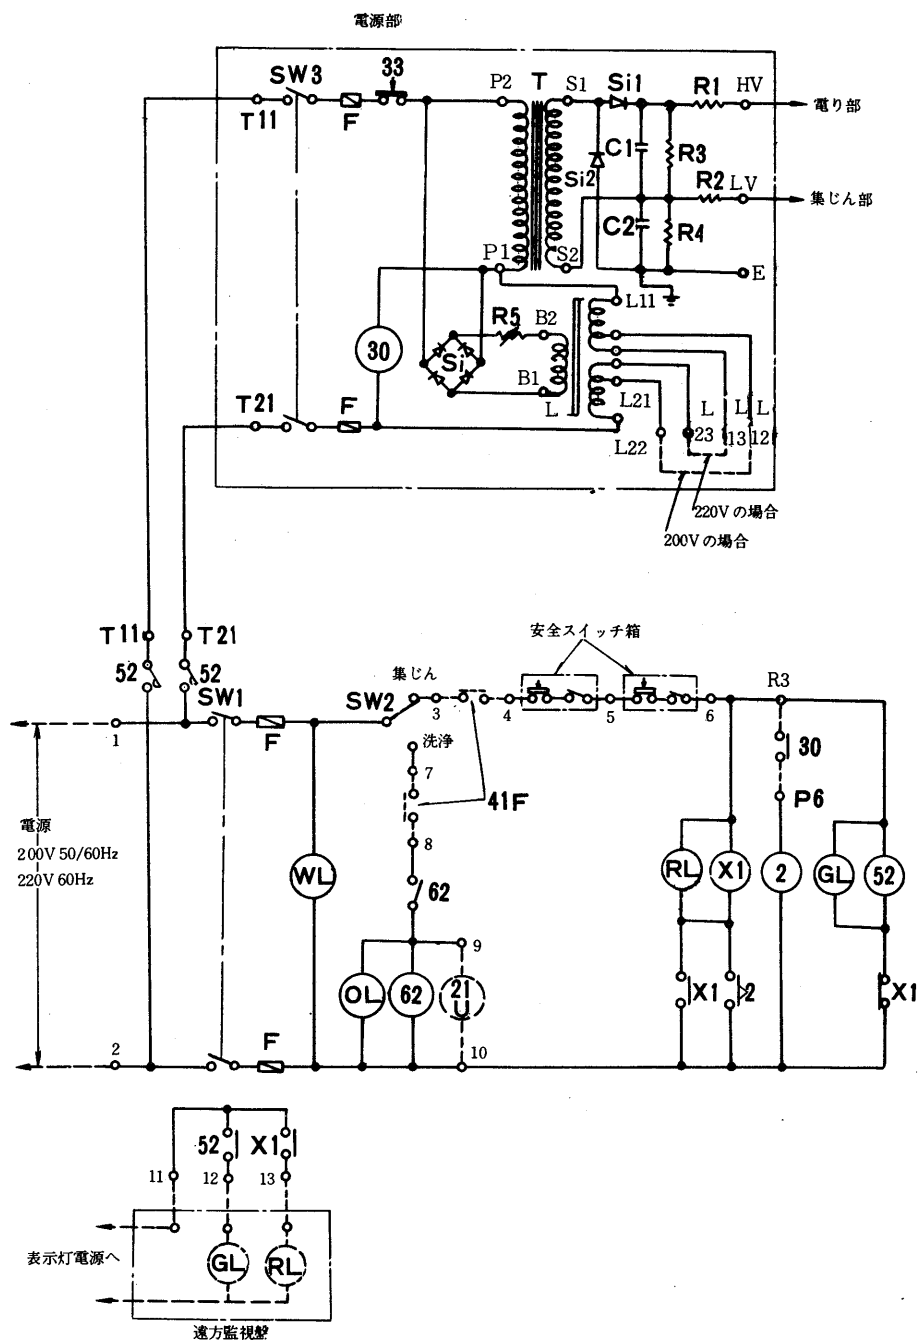 電源部
33
SW3
P2 T S1 Si1 R1 HV
T11 F
電り部
C1 R3
Si2 R2 LV
集じん部
C2 R4
P1 S2
E
L11
R5 B2
30 Si
B1
T21 F L L21 L L L
L22 23 13 12
220Vの場合
200Vの場合
T11 T21
安全スイッチ箱
52 52
SW1 SW2 集じん R3
3 4 5 6
1 F
洗浄
30
7
41F P6
電源
200V 50/60Hz
220V 60Hz
8
WL RL X1 2 GL 52
62
9
OL 62 21U X1 2 X1
2 F 10
52 X1
11 12 13
表示灯電源へ
GL RL
遠方監視盤